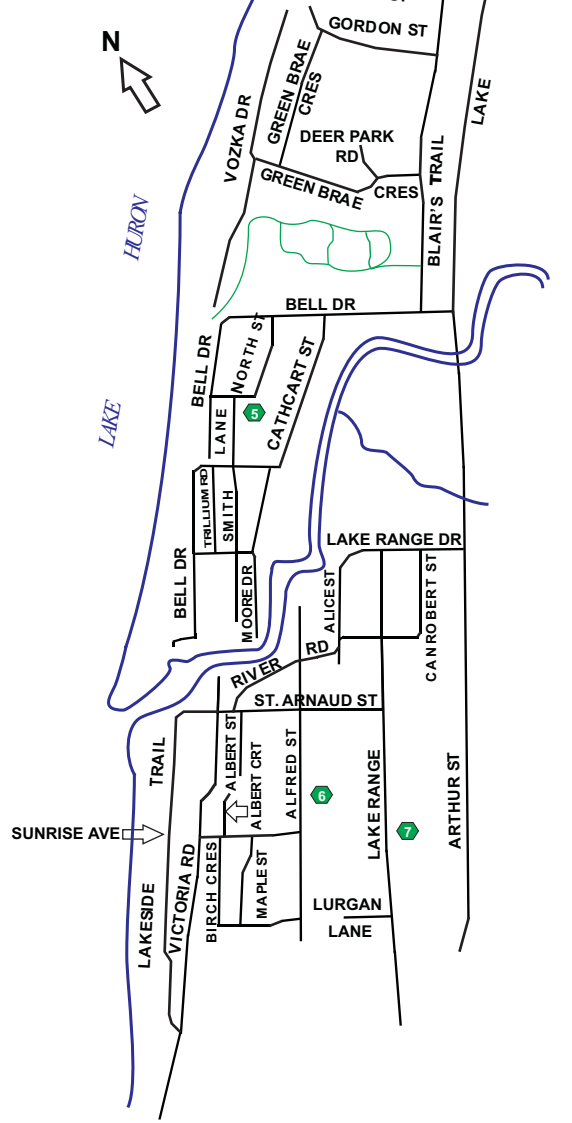 GORDON ST
N
GREEN BRAE
CRES
LAKE
VOZKA DR
DEER PARK
RD
BLAIR'S TRAIL
GREEN BRAE
CRES
HURON
BELL DR
NORTH ST
BELL DR
CATHCART ST
LAKE
5
LANE
TRILLIUM RD
SMITH
LAKE RANGE DR
BELL DR
MOORE DR
ALICE ST
CANROBERT ST
RIVER
RD
ST. ARNAUD ST
ALBERT ST
TRAIL
ALBERT CRT
ALFRED ST
6
LAKERANGE
ARTHUR ST
7
SUNRISE AVE
VICTORIA RD
BIRCH CRES
MAPLE ST
LAKESIDE
LURGAN
LANE